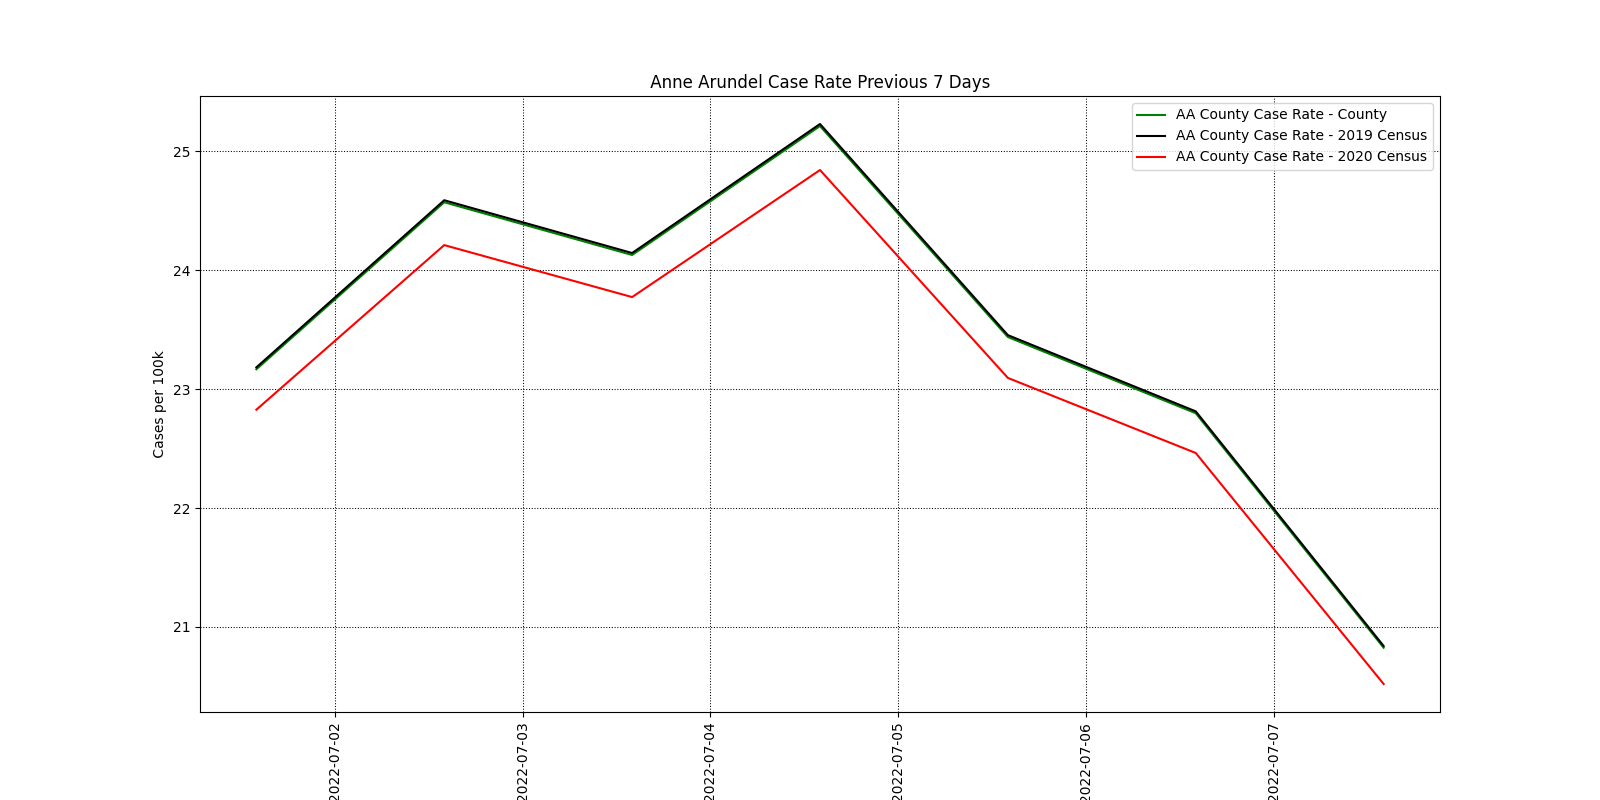 Anne Arundel Case Rate Previous 7 Days
AA County Case Rate - County
AA County Case Rate - 2019 Census
AA County Case Rate - 2020 Census
Cases per 100k
25
24
23
22
21
2022-07-02
2022-07-03
2022-07-04
2022-07-05
2022-07-06
2022-07-07